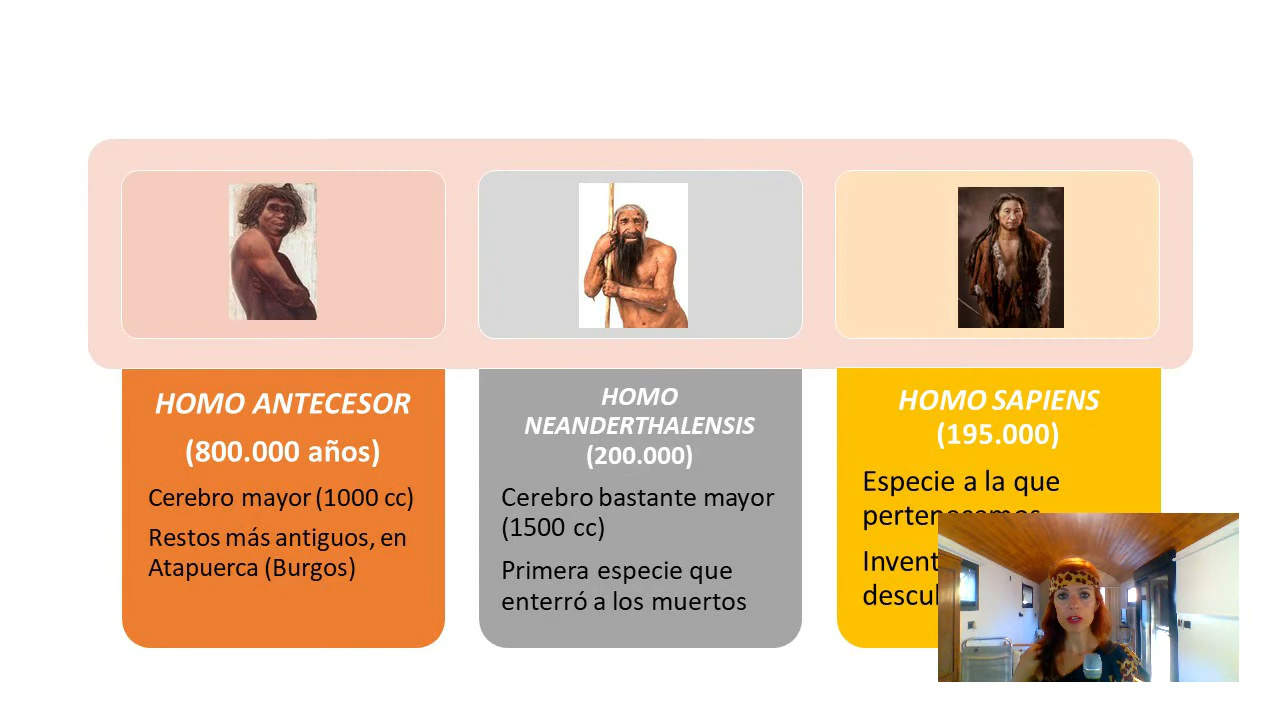 HOMO ANTECESOR
(800.000 años)
Cerebro mayor (1000 cc)
Restos más antiguos, en
Atapuerca (Burgos)
HOMO
NEANDERTHALENSIS
(200.000)
Cerebro bastante mayor
(1500 cc)
Primera especie que
enterró a los muertos
HOMO SAPIENS
(195.000)
Especie a la que